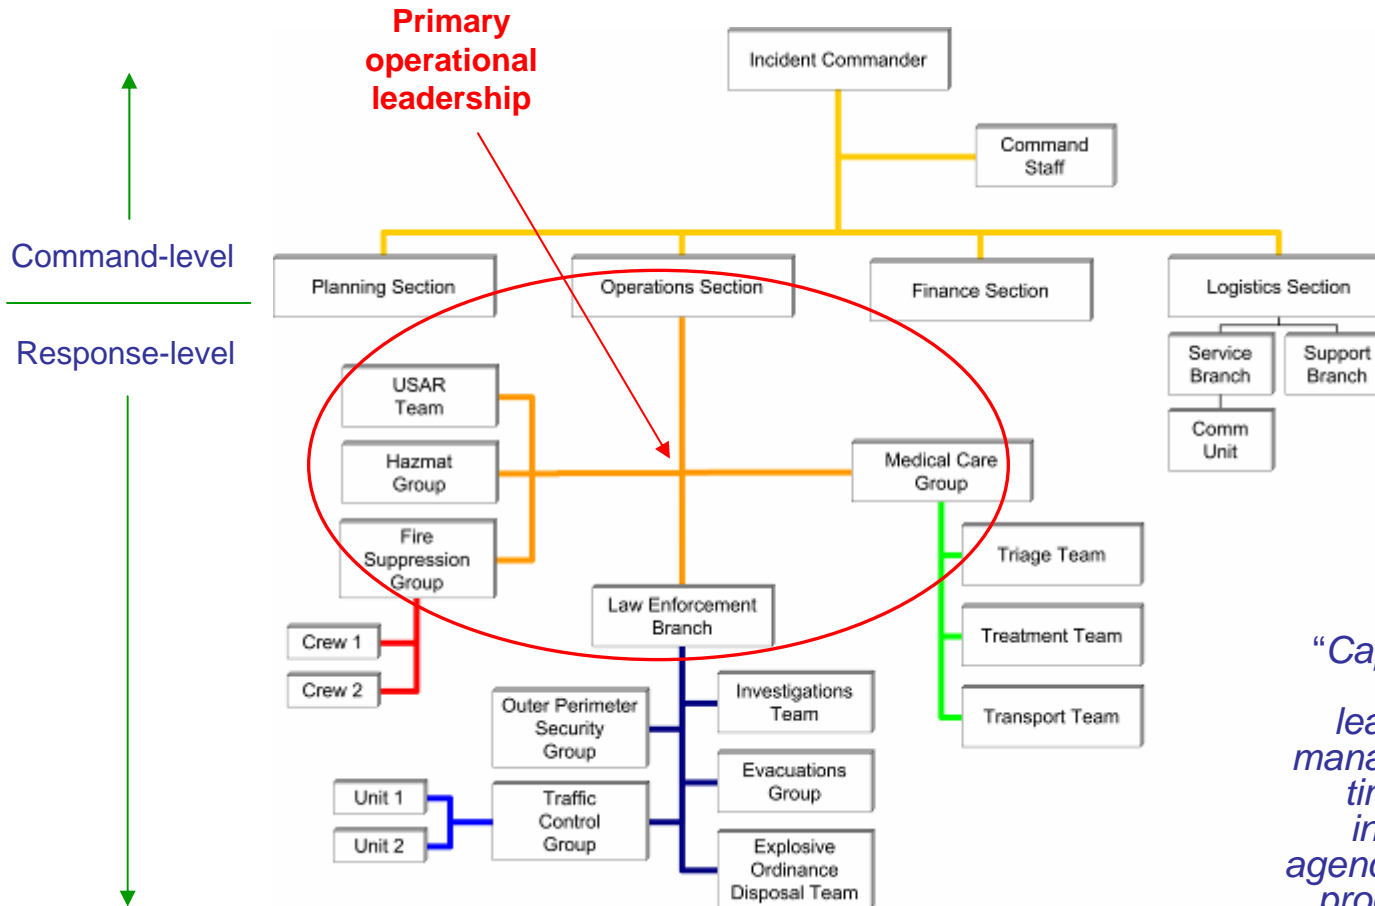 Primary
operational
leadership
Incident Commander
Command
Staff
Command-level
Response-level
Planning Section
Operations Section
Finance Section
Logistics Section
Service
Branch
Support
Branch
Comm
Unit
USAR
Team
Hazmat
Group
Fire
Suppression
Group
Medical Care
Group
Law Enforcement
Branch
Crew 1
Crew 2
Triage Team
Treatment Team
Transport Team
Outer Perimeter
Security
Group
Investigations
Team
Evacuations
Group
Unit 1
Unit 2
Traffic
Control
Group
Explosive
Ordinance
Disposal Team